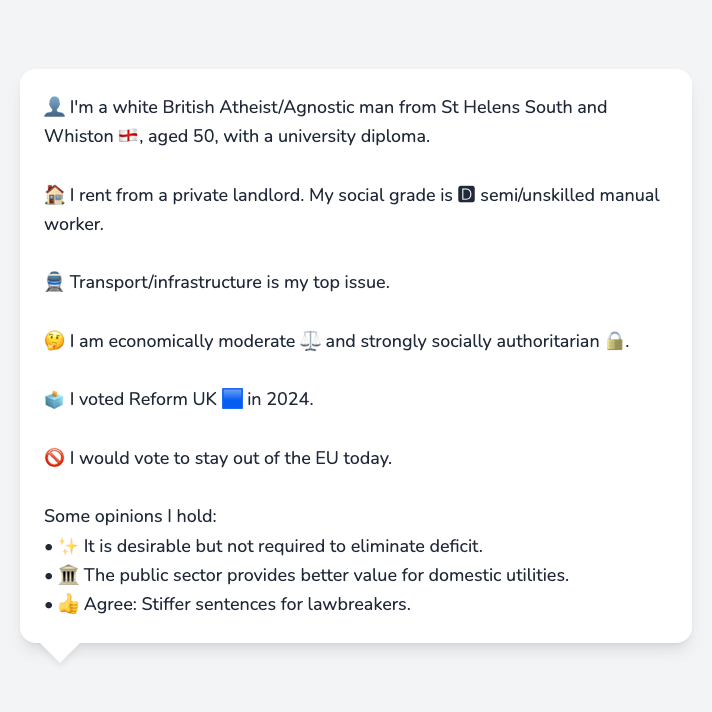 👤 I'm a white British Atheist/Agnostic man from St Helens South and
Whiston 🏴󠁧󠁢󠁥󠁮󠁧󠁿, aged 50, with a university diploma.
🏠 I rent from a private landlord. My social grade is 🅳 semi/unskilled manual
worker.
🚆 Transport/infrastructure is my top issue.
🤔 I am economically moderate ⚖️ and strongly socially authoritarian 🔒.
🗳️ I voted Reform UK 🟦 in 2024.
🚫 I would vote to stay out of the EU today.
Some opinions I hold:
• ✨ It is desirable but not required to eliminate deficit.
• 🏛️ The public sector provides better value for domestic utilities.
• 👍 Agree: Stiffer sentences for lawbreakers.